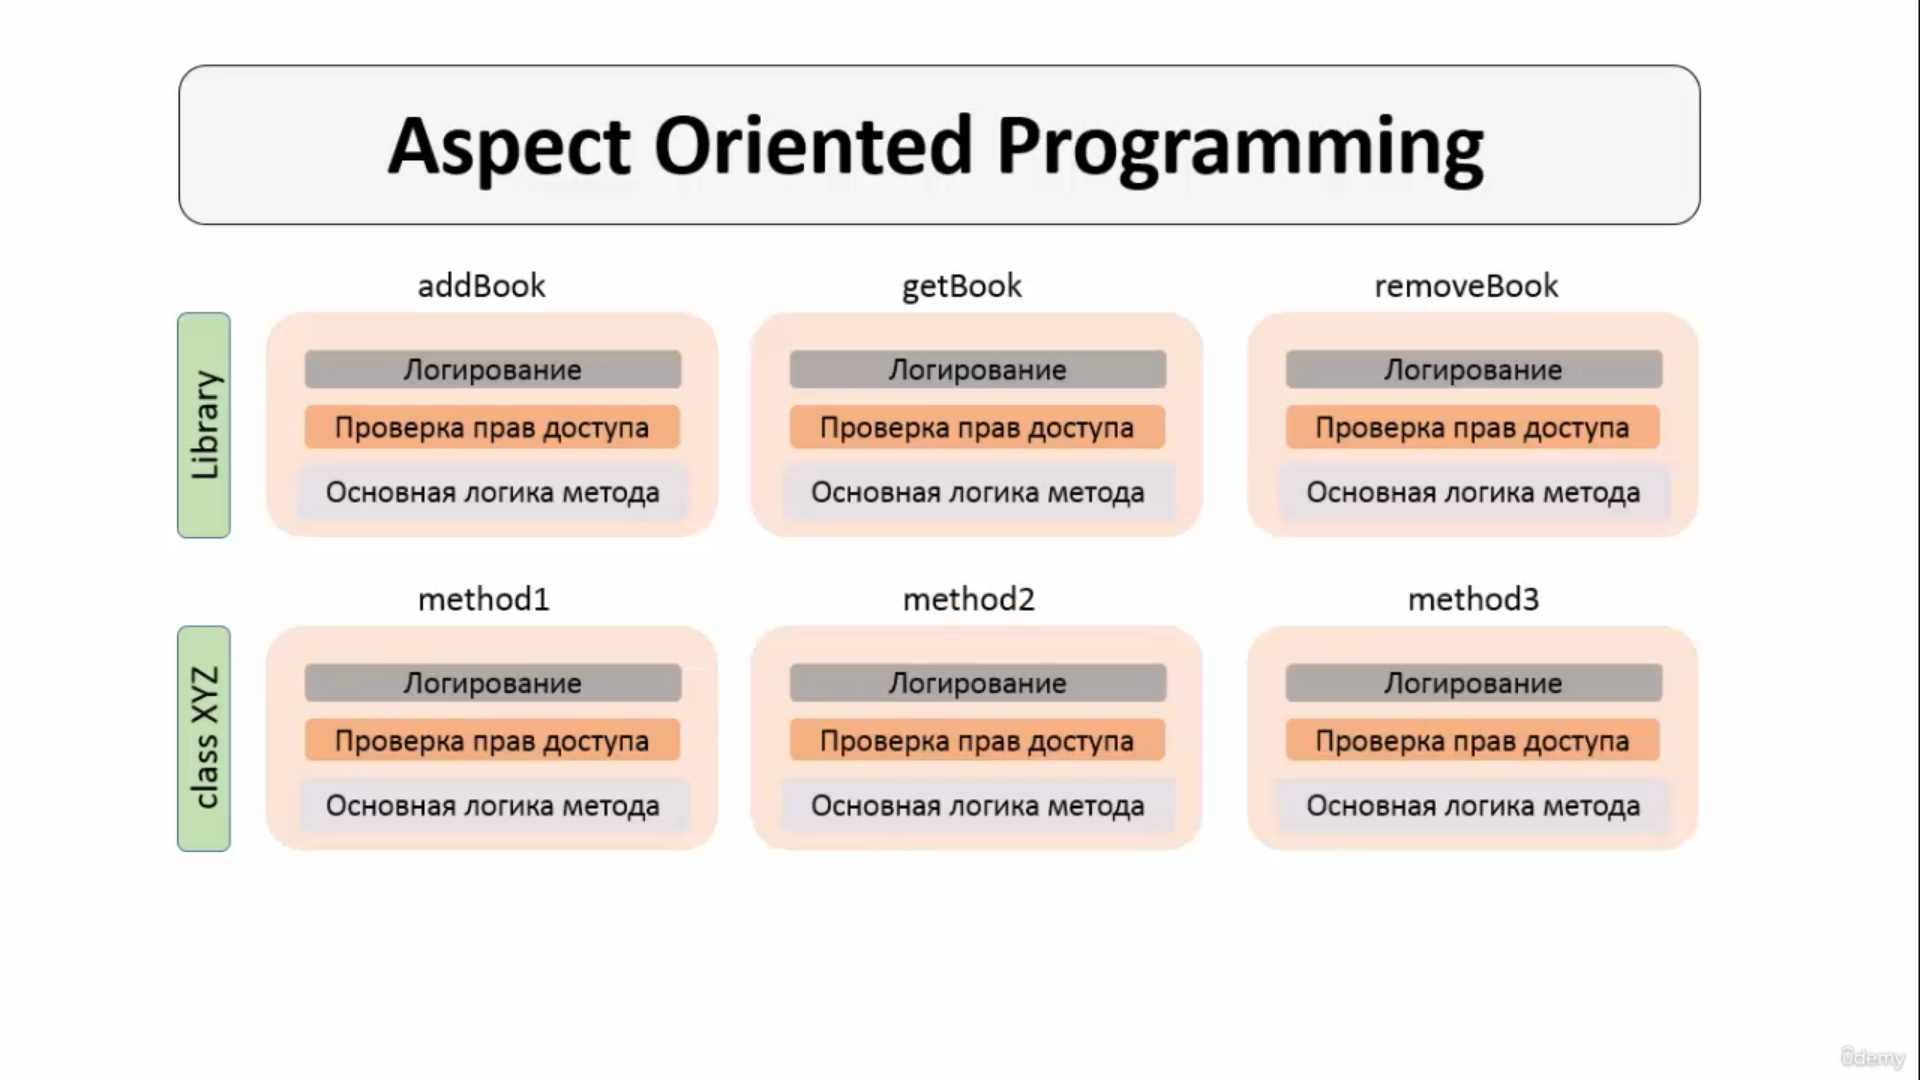 Aspect Oriented Programming
addBook
getBook
removeBook
Library
Логирование
Логирование
Логирование
Проверка прав доступа
Проверка прав доступа
Проверка прав доступа
Основная логика метода
Основная логика метода
Основная логика метода
method1
method2
method3
class XYZ
Логирование
Логирование
Логирование
Проверка прав доступа
Проверка прав доступа
Проверка прав доступа
Основная логика метода
Основная логика метода
Основная логика метода
ûdemy